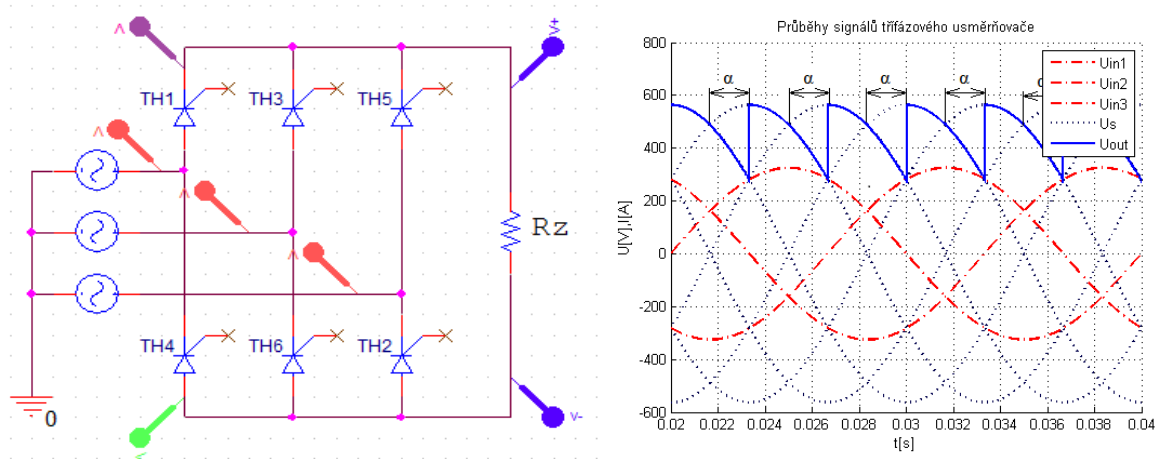 A
V+
TH1
TH3
TH5
A
A
A
Rz
TH4
TH6
TH2
0
V-
Průběhy signálů třífázového usměrňovače
800
600
400
200
0
-200
-400
-600
U[V],I[A]
α
α
α
α
α
Uin1
Uin2
Uin3
Us
Uout
0.02 0.022 0.024 0.026 0.028 0.03 0.032 0.034 0.036 0.038 0.04
t[s]